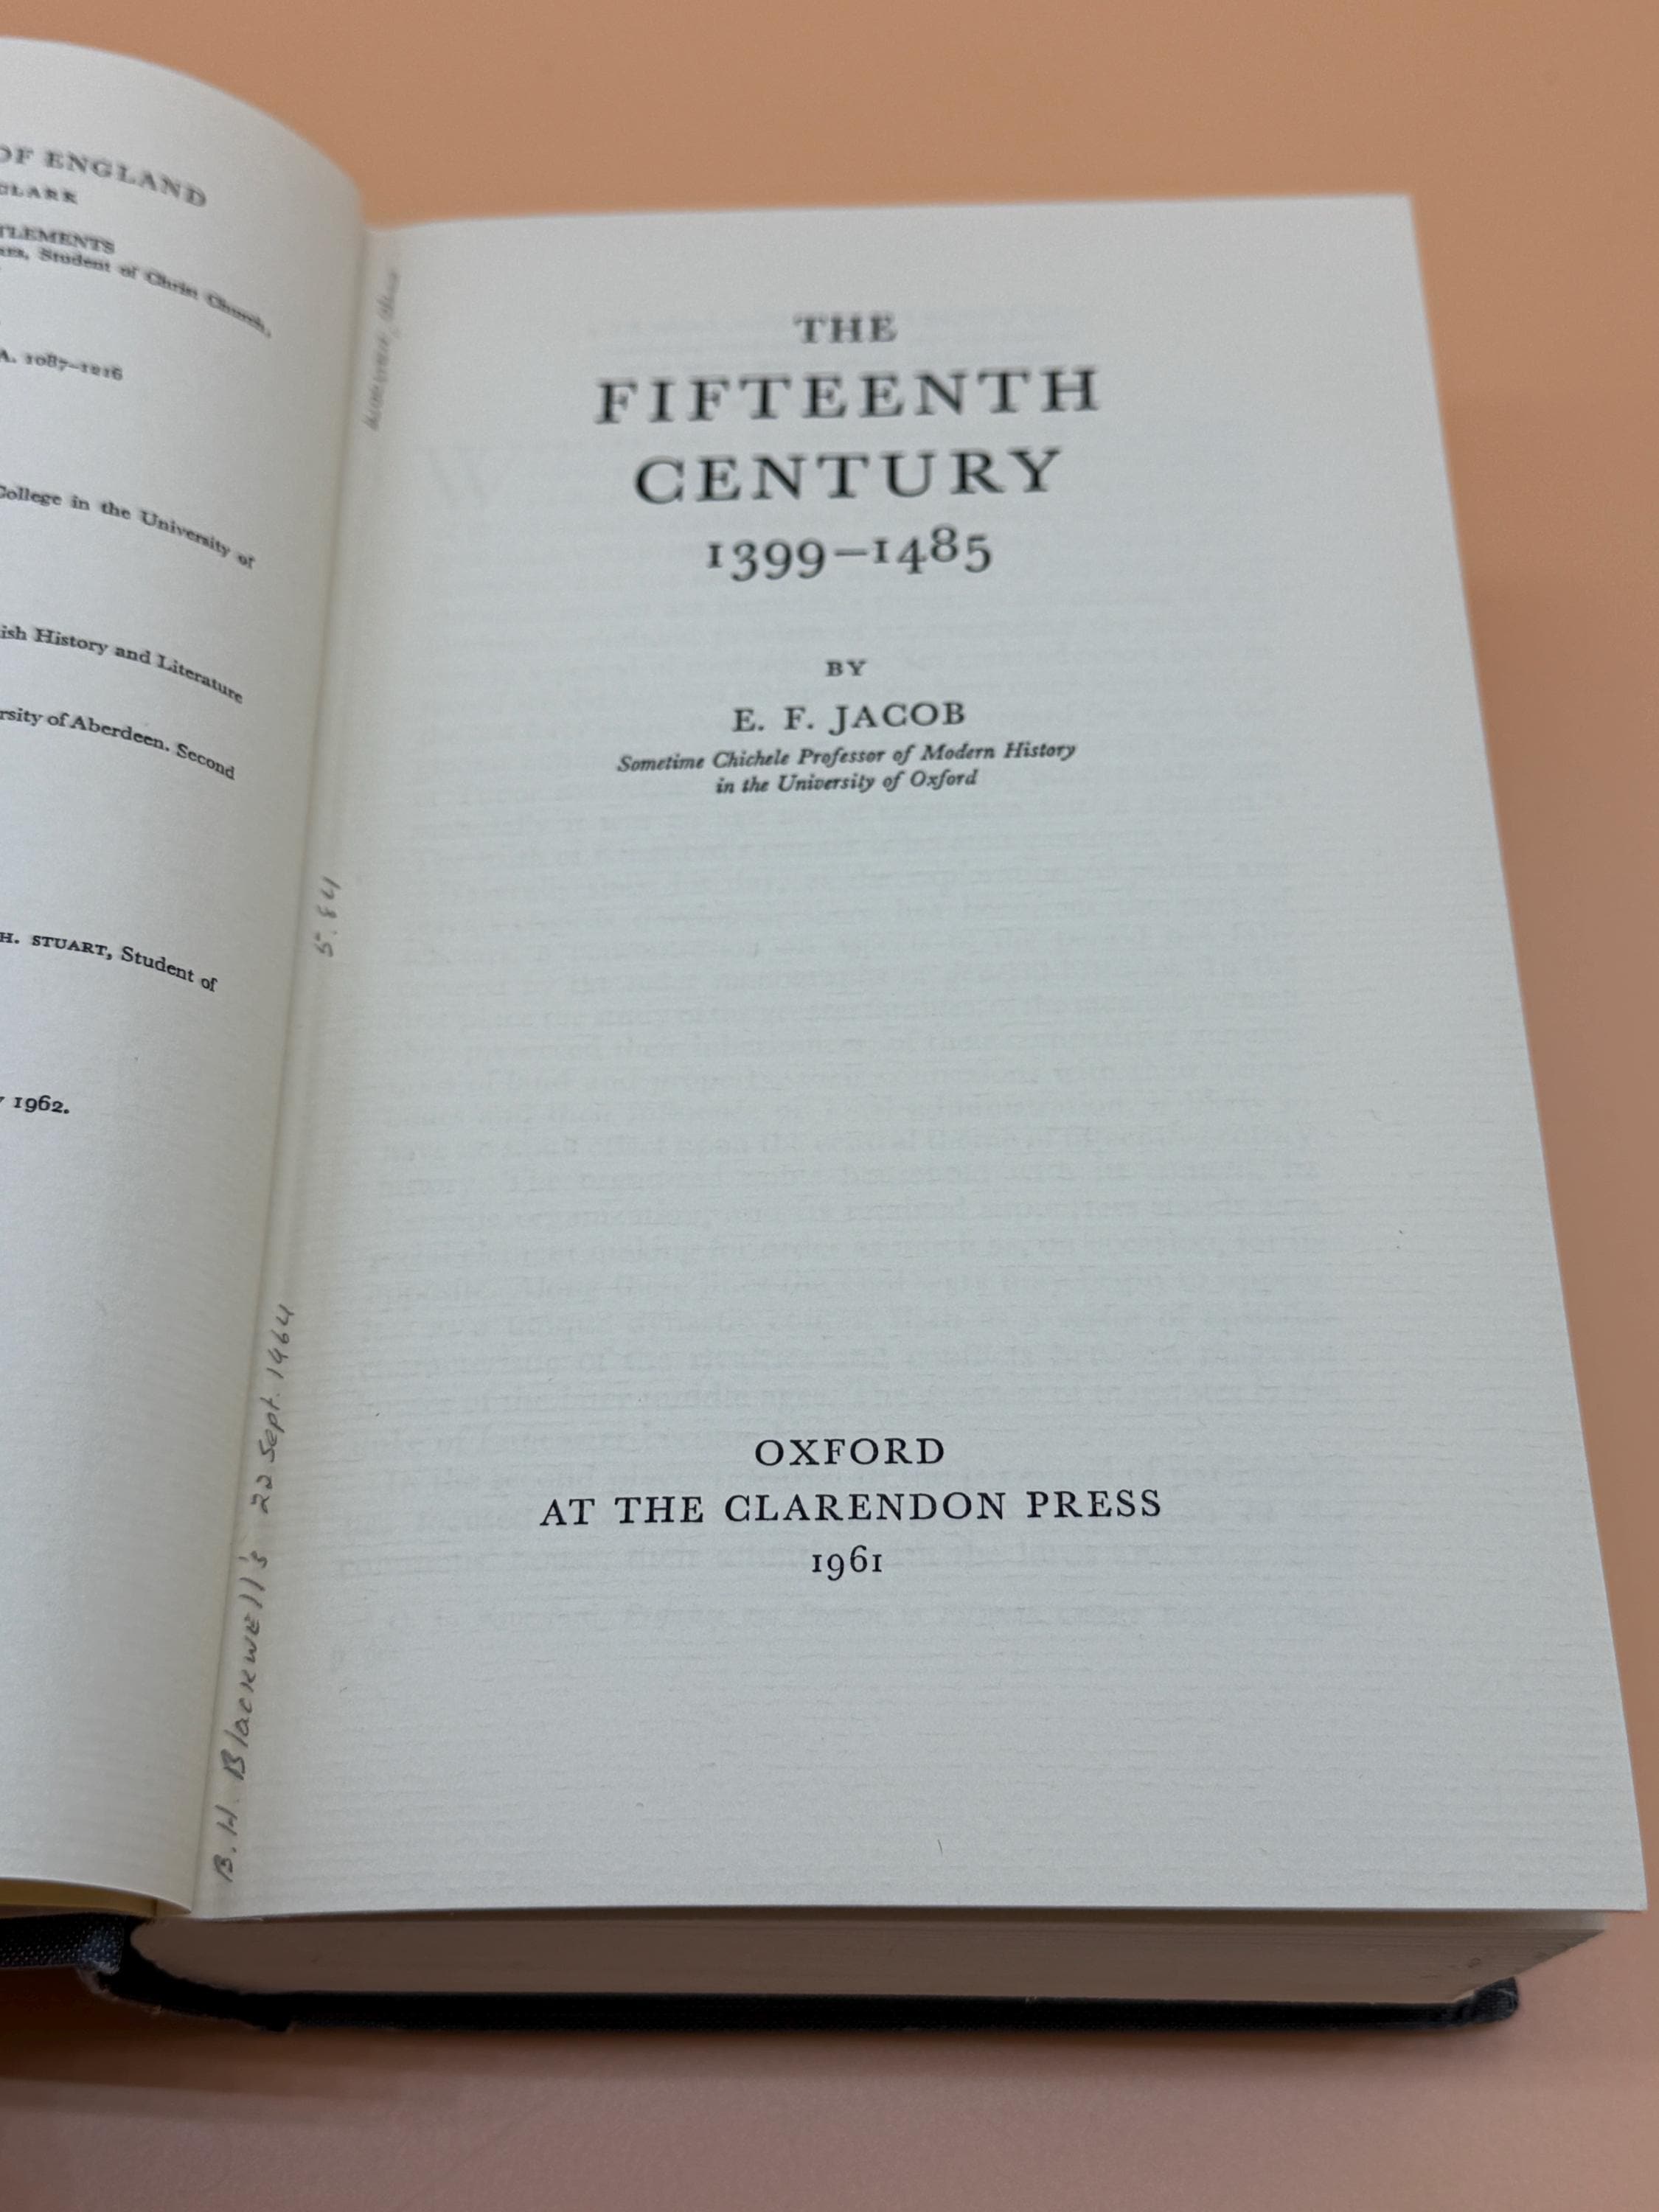 OF ENGLAND
CLARK
TLEMENTS
Student of Christ Church,
A. 1087–1216
College in the University of
ish History and Literature
rsity of Aberdeen. Second
H. STUART, Student of
1962.
B. H. Blackwell's 22 Sept. 1964
5.84
THE
FIFTEENTH
CENTURY
1399–1485
BY
E. F. JACOB
Sometime Chichele Professor of Modern History
in the University of Oxford
OXFORD
AT THE CLARENDON PRESS
1961